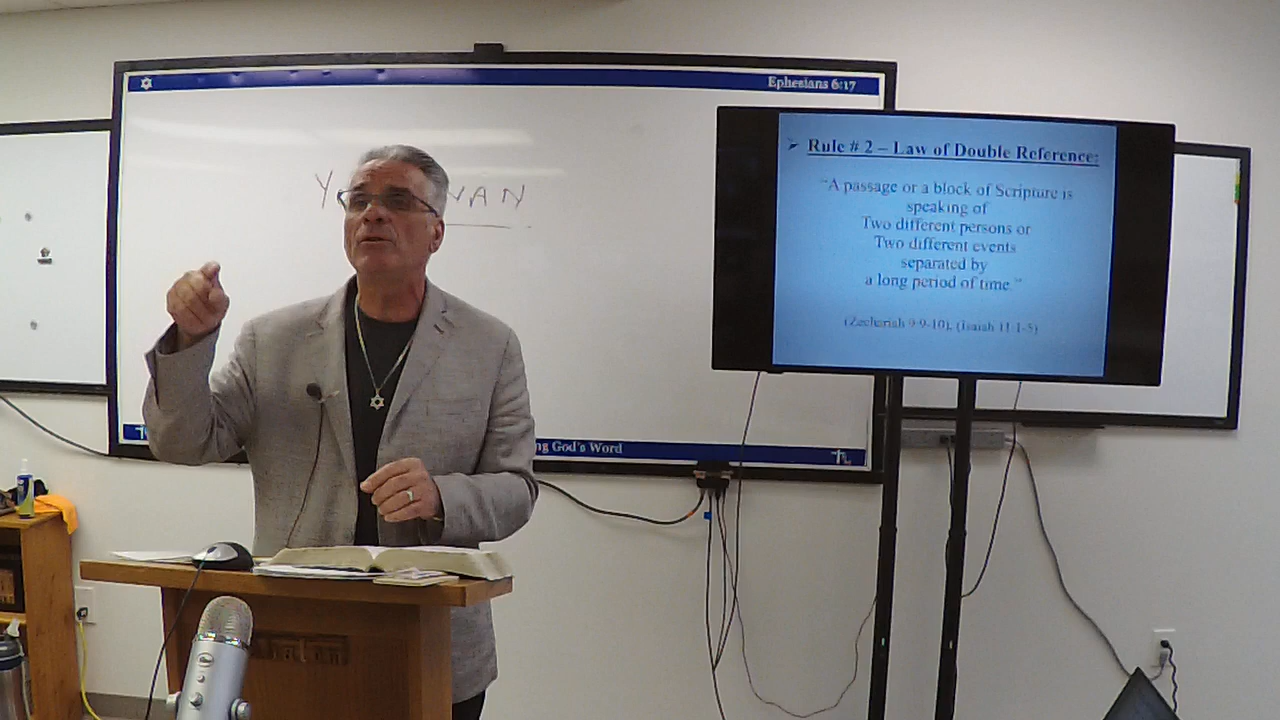 Ephesians 6:17
➢ Rule # 2 – Law of Double Reference:
"A passage or a block of Scripture is
speaking of
Two different persons or
Two different events
separated by
a long period of time."
(Zechariah 9:9-10), (Isaiah 11:1-5)
God's Word